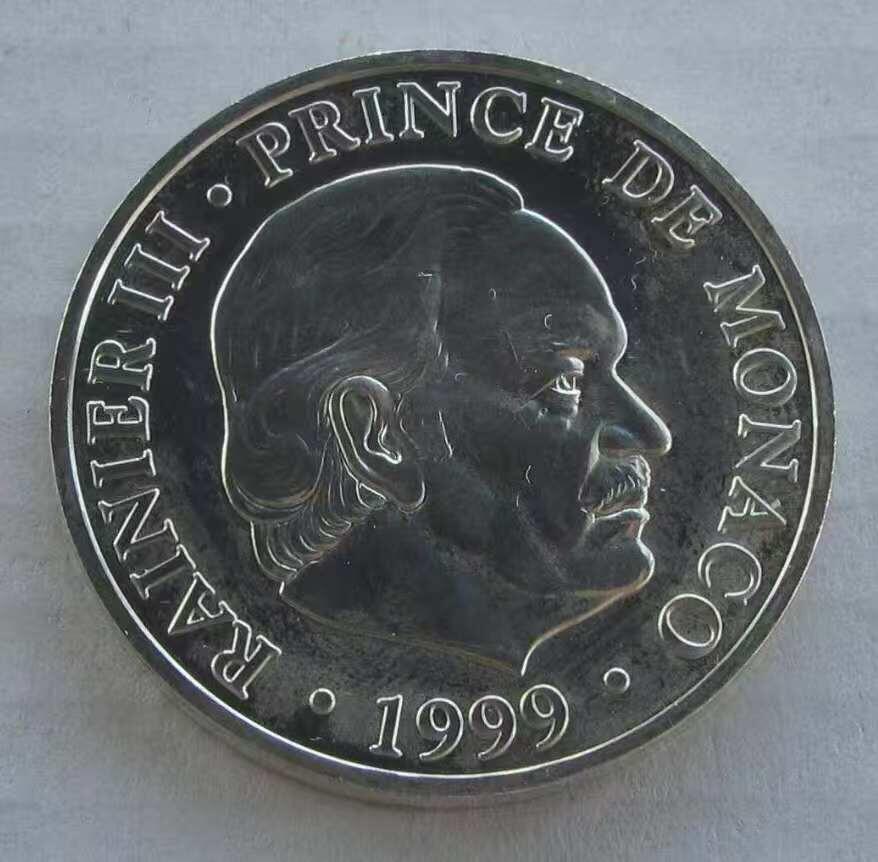 RAINIER III · PRINCE DE MONACO
· 1999 ·